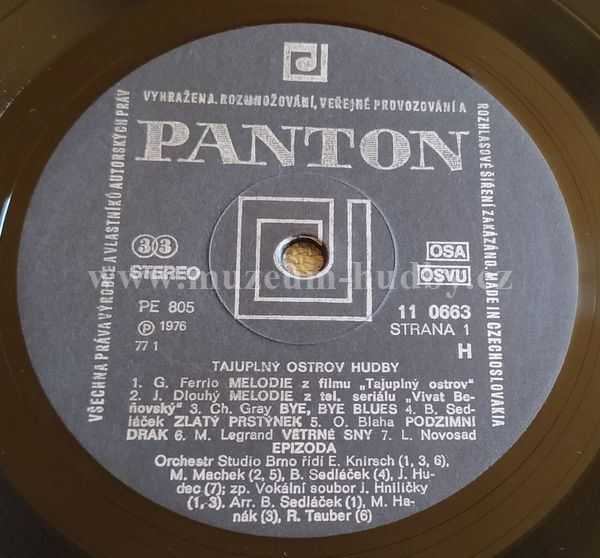 VŠECHNA PRÁVA VÝROBCE A VLASTNÍKŮ AUTORSKÝCH PRÁV
VYHRAŽENA. ROZMNOŽOVÁNÍ, VEŘEJNÉ PROVOZOVÁNÍ A
ROZHLASOVÉ ŠÍŘENÍ ZAKÁZÁNO. MADE IN CZECHOSLOVAKIA
PANTON
33
STEREO
OSA
OSVU
www.muzeum-hudby.cz
PE 805
11 0663
℗ 1976
STRANA 1
77 1
H
TAJUPLNÝ OSTROV HUDBY
1. G. Ferrio MELODIE z filmu „Tajuplný ostrov"
2. J. Dlouhý MELODIE z tel. seriálu „Vivat Be-
ňovský" 3. Ch. Gray BYE, BYE BLUES 4. B. Sed-
láček ZLATÝ PRSTÝNEK 5. O. Blaha PODZIMNÍ
DRAK 6. M. Legrand VĚTRNÉ SNY 7. L. Novosad
EPIZODA
Orchestr Studio Brno řídí E. Knirsch (1, 3, 6),
M. Machek (2, 5), B. Sedláček (4), J. Hu-
dec (7); zp. Vokální soubor J. Hniličky
(1, 3). Arr. B. Sedláček (1), M. Ha-
nák (3), R. Tauber (6)